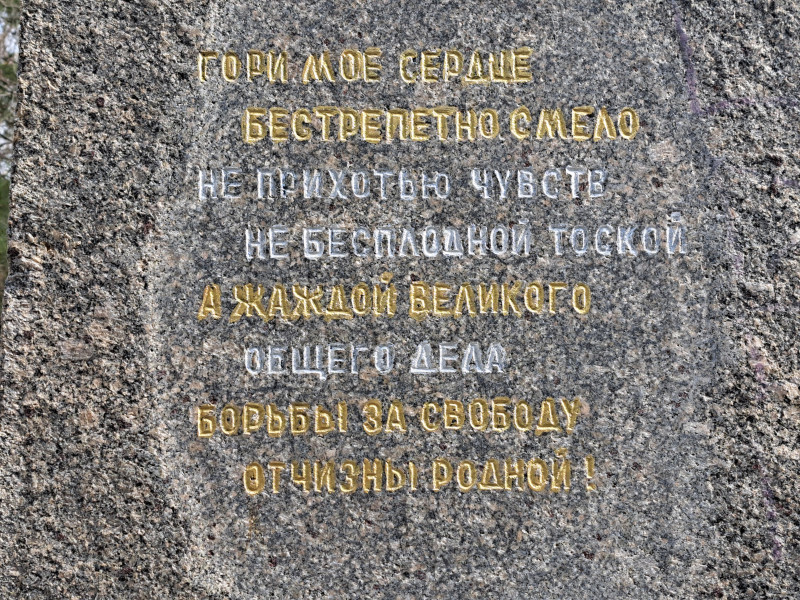 ГОРИ МОЕ СЕРДЦЕ
БЕСТРЕПЕТНО СМЕЛО
НЕ ПРИХОТЬЮ ЧУВСТВ
НЕ БЕСПЛОДНОЙ ТОСКОЙ
А ЖАЖДОЙ ВЕЛИКОГО
ОБЩЕГО ДЕЛА
БОРЬБЫ ЗА СВОБОДУ
ОТЧИЗНЫ РОДНОЙ!